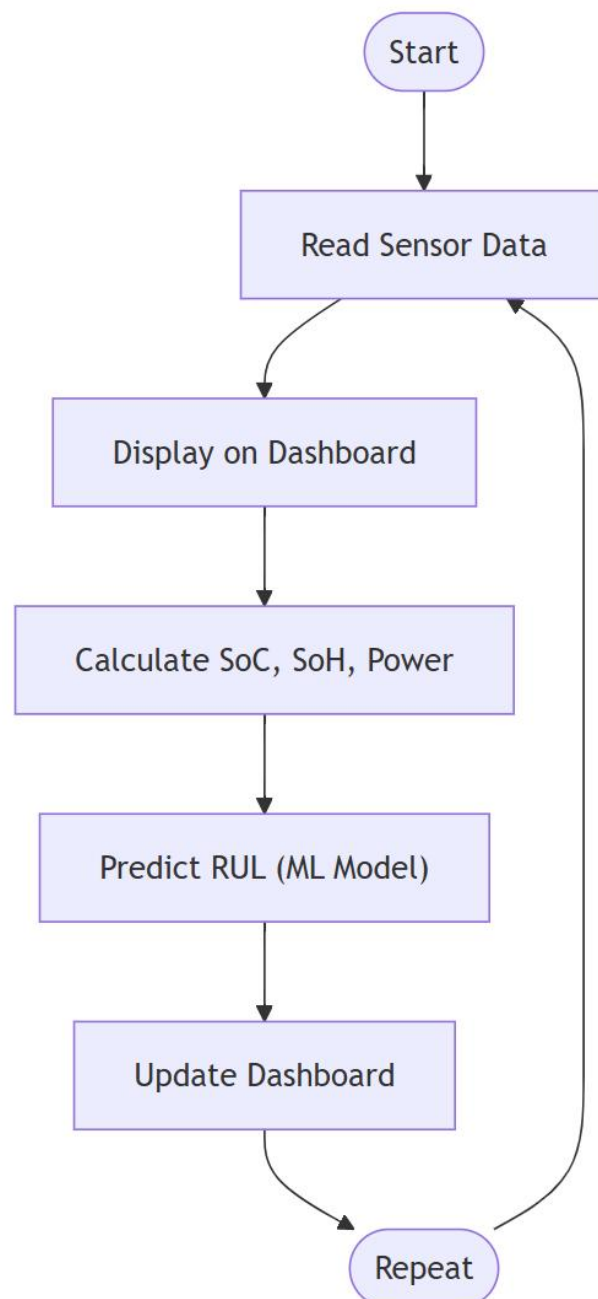 Start
Read Sensor Data
Display on Dashboard
Calculate SoC, SoH, Power
Predict RUL (ML Model)
Update Dashboard
Repeat